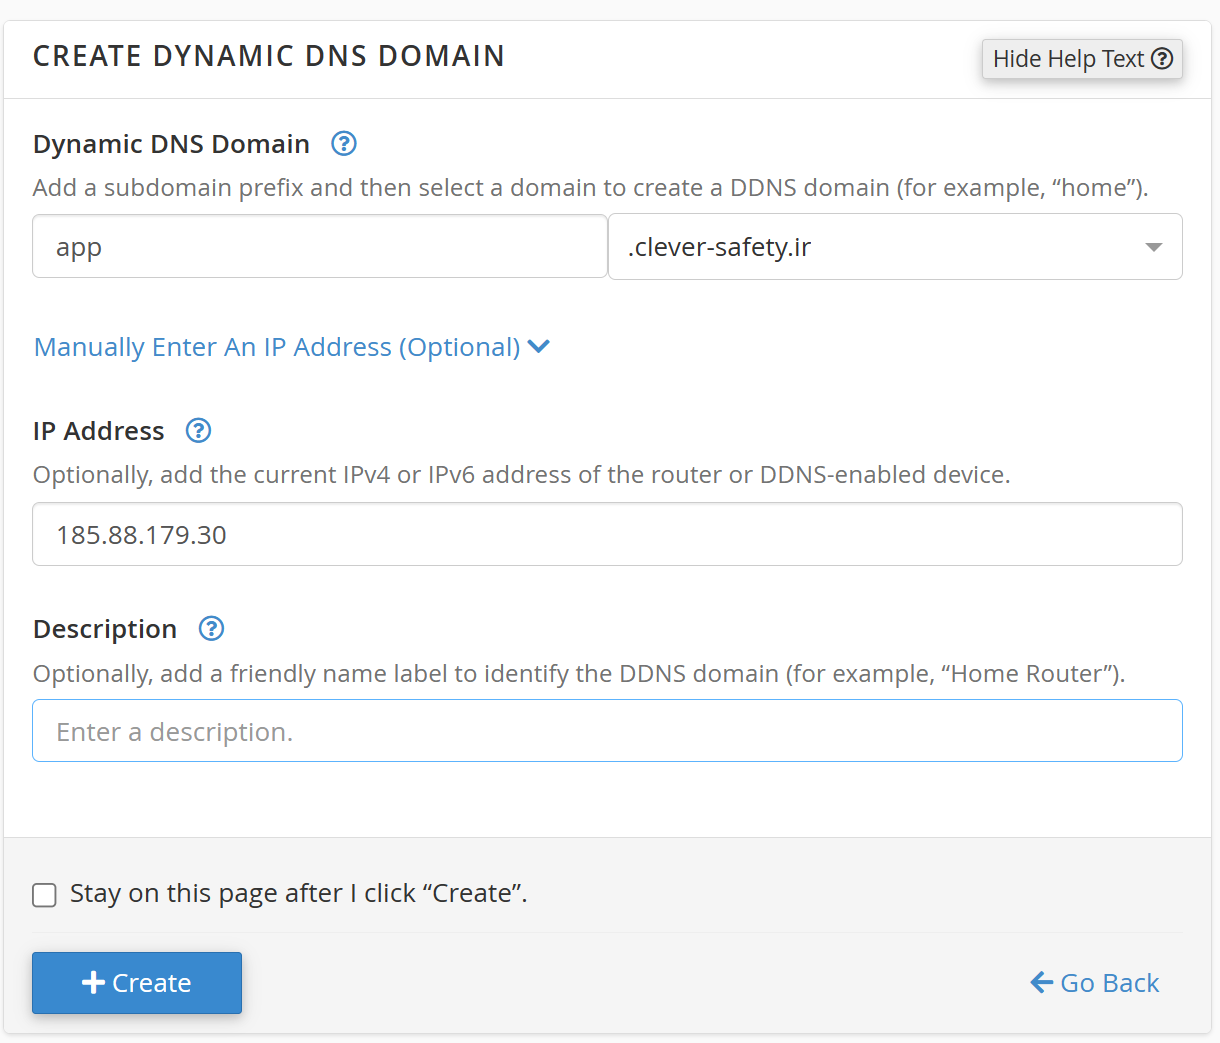 CREATE DYNAMIC DNS DOMAIN
Hide Help Text
Dynamic DNS Domain
Add a subdomain prefix and then select a domain to create a DDNS domain (for example, “home”).
app
.clever-safety.ir
Manually Enter An IP Address (Optional)
IP Address
Optionally, add the current IPv4 or IPv6 address of the router or DDNS-enabled device.
185.88.179.30
Description
Optionally, add a friendly name label to identify the DDNS domain (for example, “Home Router”).
Enter a description.
Stay on this page after I click “Create”.
Create
Go Back